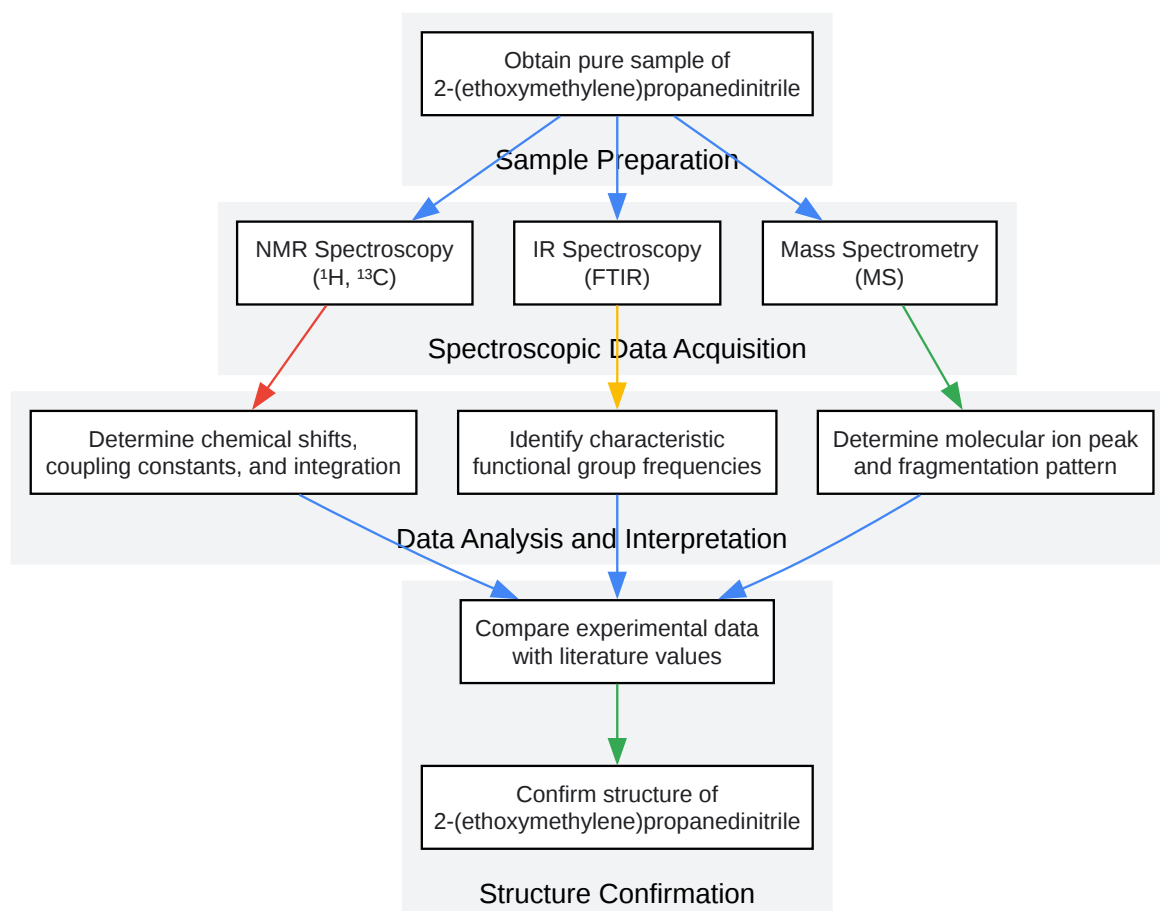 Obtain pure sample of
2-(ethoxymethylene)propanedinitrile
Sample Preparation
NMR Spectroscopy
(¹H, ¹³C)
IR Spectroscopy
(FTIR)
Mass Spectrometry
(MS)
Spectroscopic Data Acquisition
Determine chemical shifts,
coupling constants, and integration
Identify characteristic
functional group frequencies
Determine molecular ion peak
and fragmentation pattern
Data Analysis and Interpretation
Compare experimental data
with literature values
Confirm structure of
2-(ethoxymethylene)propanedinitrile
Structure Confirmation